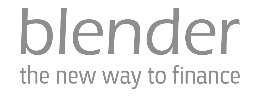 blender
the new way to finance